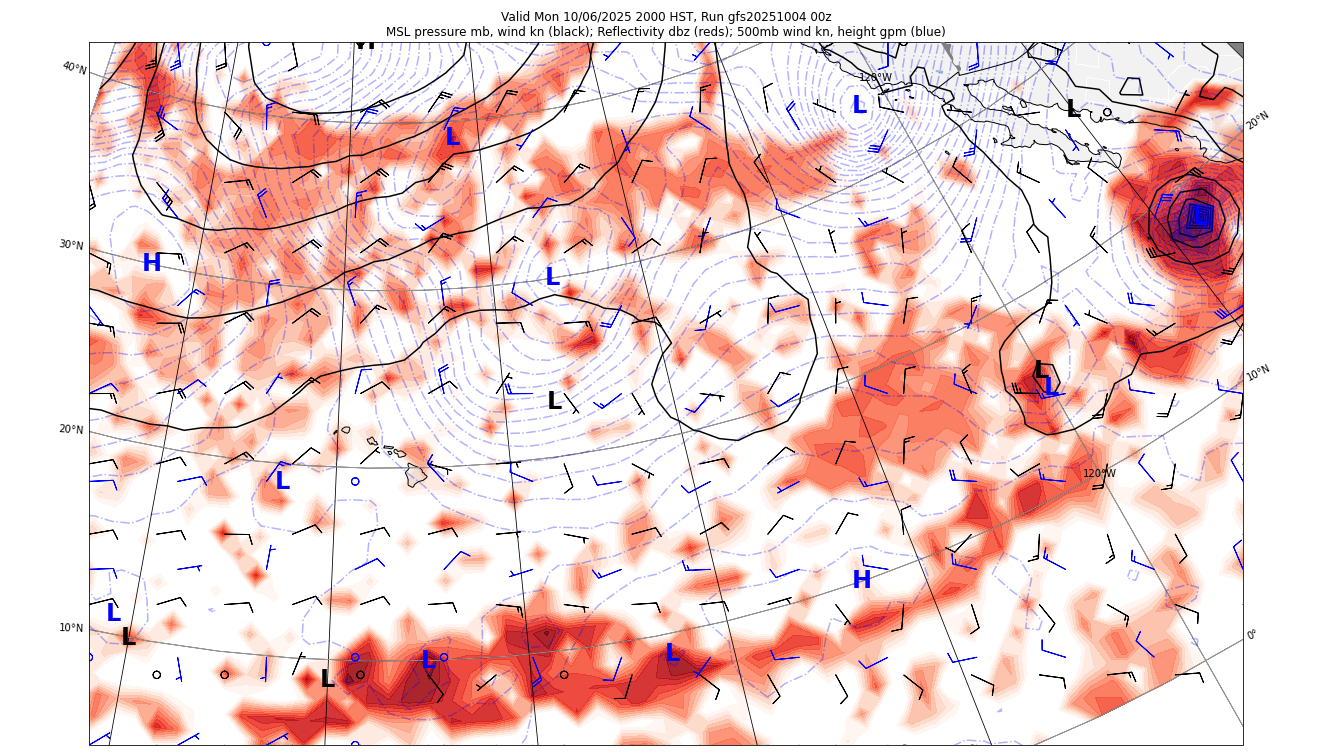 Valid Mon 10/06/2025 2000 HST, Run gfs20251004 00z
MSL pressure mb, wind kn (black); Reflectivity dbz (reds); 500mb wind kn, height gpm (blue)
40°N
120°W
L
L
L
20°N
30°N
H
L
L
L
10°N
L
20°N
L
120°W
H
L
L
10°N
0°
L
L
L